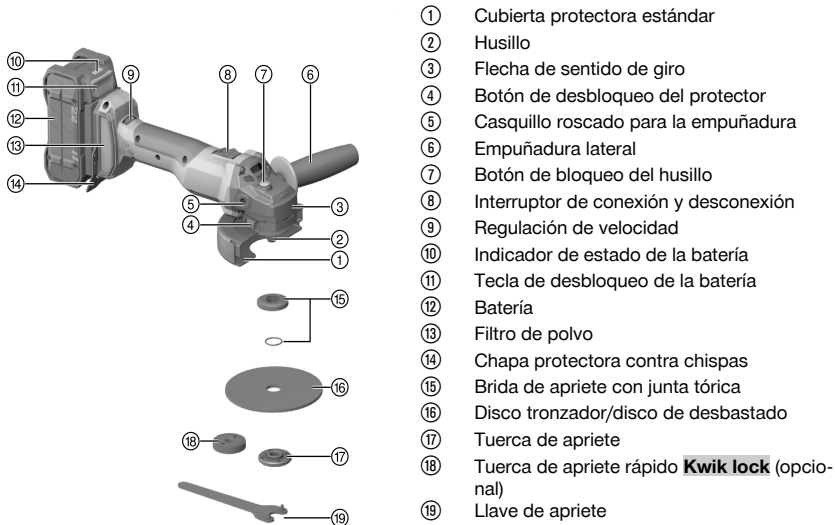 ① Cubierta protectora estándar
② Husillo
③ Flecha de sentido de giro
④ Botón de desbloqueo del protector
⑤ Casquillo roscado para la empuñadura
⑥ Empuñadura lateral
⑦ Botón de bloqueo del husillo
⑧ Interruptor de conexión y desconexión
⑨ Regulación de velocidad
⑩ Indicador de estado de la batería
⑪ Tecla de desbloqueo de la batería
⑫ Batería
⑬ Filtro de polvo
⑭ Chapa protectora contra chispas
⑮ Brida de apriete con junta tórica
⑯ Disco tronzador/disco de desbastado
⑰ Tuerca de apriete
⑱ Tuerca de apriete rápido Kwik lock (opcio-
nal)
⑲ Llave de apriete
⑩
⑪
⑫
⑬
⑭
⑨
⑧
⑦
⑥
⑤
④
③
②
①
⑮
⑯
⑱
⑰
⑲
22